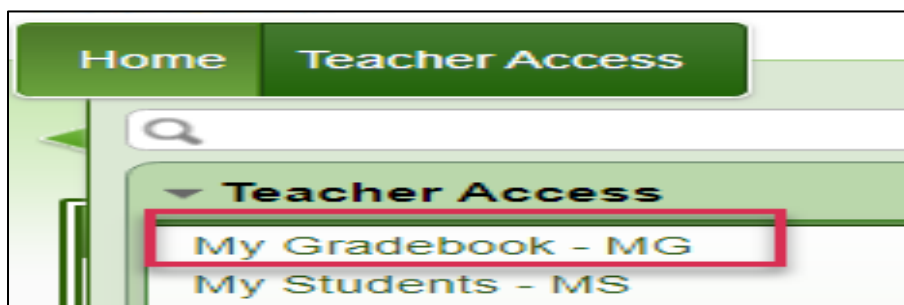 Home Teacher Access
Teacher Access
My Gradebook - MG
My Students - MS